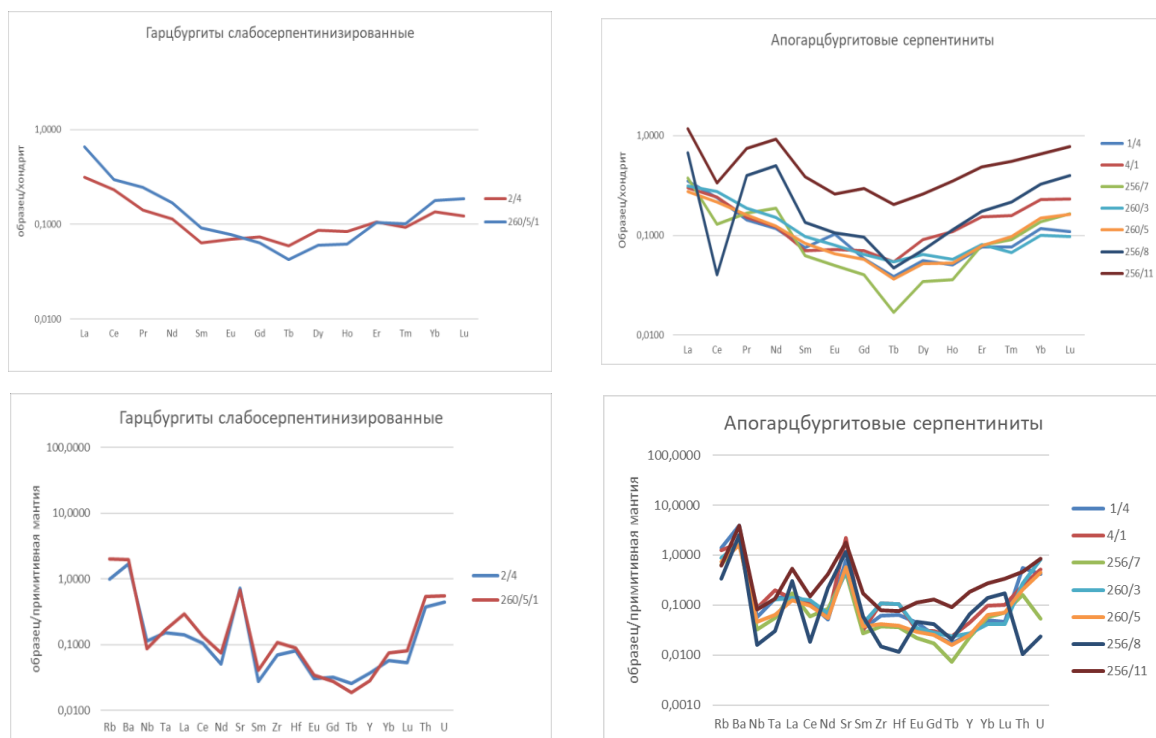 Гарцбургиты слабосерпентинизированные
образец/хондрит
1,0000
0,1000
0,0100
La Ce Pr Nd Sm Eu Gd Tb Dy Ho Er Tm Yb Lu
2/4
260/5/1
Апогарцбургитовые серпентиниты
Образец/хондрит
1,0000
0,1000
0,0100
La Ce Pr Nd Sm Eu Gd Tb Dy Ho Er Tm Yb Lu
1/4
4/1
256/7
260/3
260/5
256/8
256/11
Гарцбургиты слабосерпентинизированные
образец/примитивная мантия
100,0000
10,0000
1,0000
0,1000
0,0100
Rb Ba Nb Ta La Ce Nd Sr Sm Zr Hf Eu Gd Tb Y Yb Lu Th U
2/4
260/5/1
Апогарцбургитовые серпентиниты
образец/примитивная мантия
100,0000
10,0000
1,0000
0,1000
0,0100
0,0010
Rb Ba Nb Ta La Ce Nd Sr Sm Zr Hf Eu Gd Tb Y Yb Lu Th U
1/4
4/1
256/7
260/3
260/5
256/8
256/11